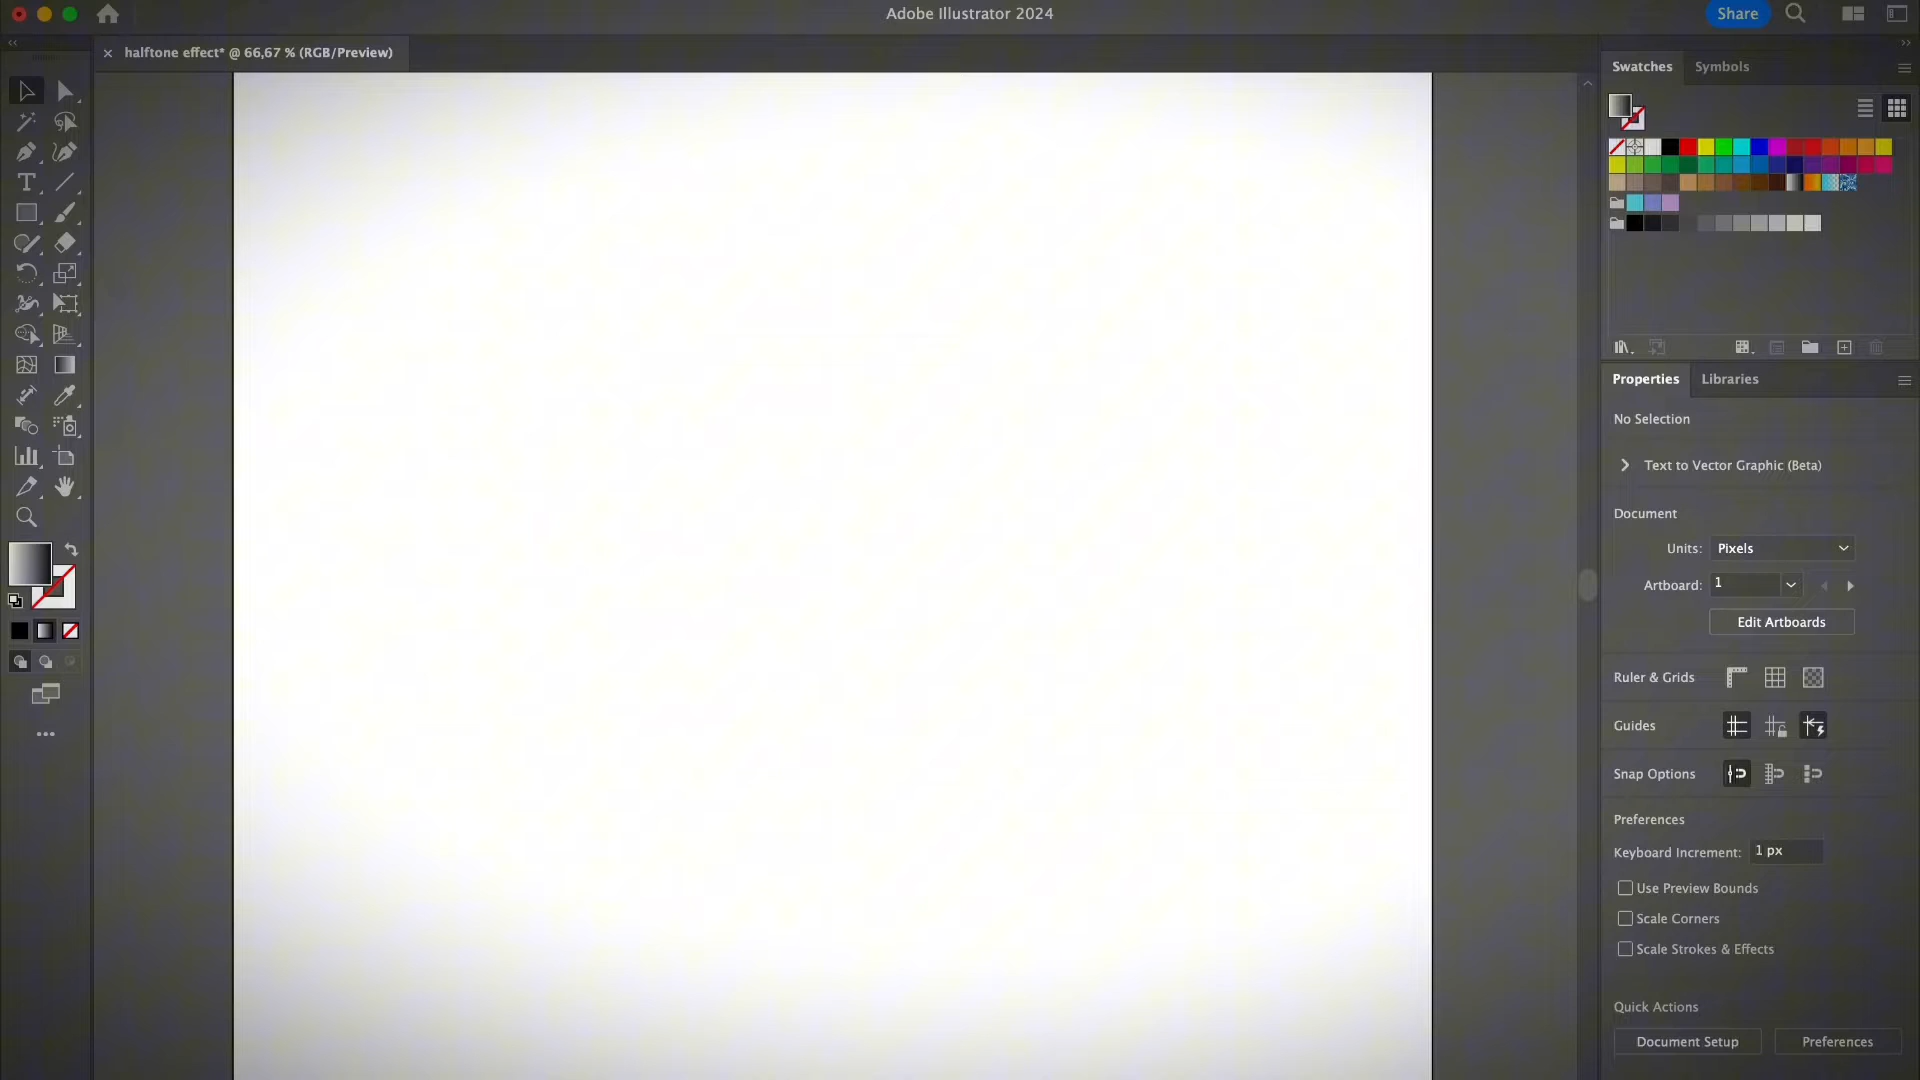 Adobe Illustrator 2024
Share
halftone effect* @ 66,67 % (RGB/Preview)
Swatches
Symbols
Properties
Libraries
No Selection
Text to Vector Graphic (Beta)
Document
Units: Pixels
Artboard: 1
Edit Artboards
Ruler & Grids
Guides
Snap Options
Preferences
Keyboard Increment: 1 px
Use Preview Bounds
Scale Corners
Scale Strokes & Effects
Quick Actions
Document Setup
Preferences